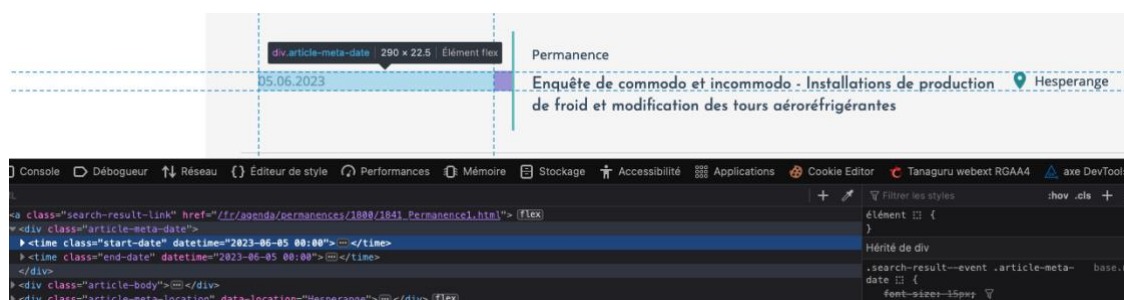 div.article-meta-date 290 × 22.5 Élément flex
Permanence
05.06.2023
Enquête de commodo et incommodo - Installations de production
de froid et modification des tours aéroréfrigérantes
Hesperange
Console Débogueur Réseau {} Éditeur de style Performances Mémoire Stockage Accessibilité Applications Cookie Editor Tanaguru webext RGAA4 axe DevTools
+ Filtrer les styles :hov .cls +
<a class="search-result-link" href="/fr/agenda/permanences/1800/1841_Permanence1.html"> flex
<div class="article-meta-date">
<time class="start-date" datetime="2023-06-05 00:00"> </time>
<time class="end-date" datetime="2023-06-05 00:00"> </time>
</div>
<div class="article-body"> </div>
<div class="article-meta-location" data-location="Hesperange"> </div> flex
élément {
}
Hérité de div
.search-result--event .article-meta-
date {
font-size: 15px;